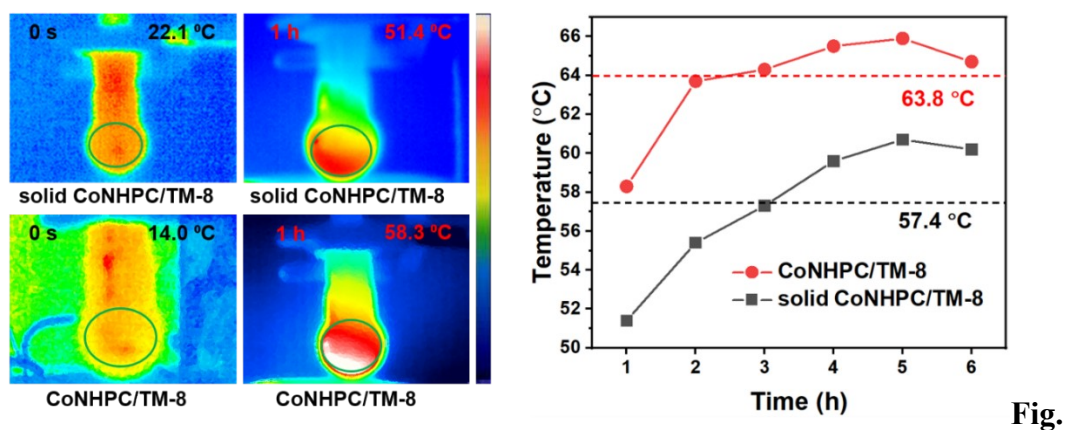 0 s 22.1 °C
1 h 51.4 °C
solid CoNHPC/TM-8
solid CoNHPC/TM-8
0 s 14.0 °C
1 h 58.3 °C
CoNHPC/TM-8
CoNHPC/TM-8
Temperature (°C)
66
64
62
60
58
56
54
52
50
63.8 °C
57.4 °C
CoNHPC/TM-8
solid CoNHPC/TM-8
1 2 3 4 5 6
Time (h)
Fig.